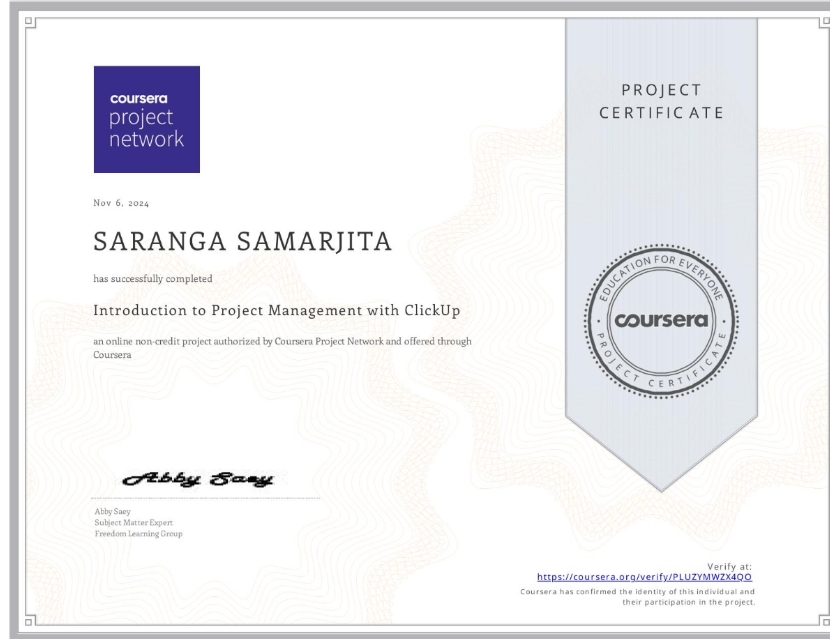 coursera
project
network
PROJECT
CERTIFICATE
Nov 6, 2024
SARANGA SAMARJITA
has successfully completed
Introduction to Project Management with ClickUp
an online non-credit project authorized by Coursera Project Network and offered through
Coursera
EDUCATION FOR EVERYONE
coursera
PROJECT CERTIFICATE
Abby Saey
Abby Saey
Subject Matter Expert
Freedom Learning Group
Verify at:
https://coursera.org/verify/PLUZYMWZX4QO
Coursera has confirmed the identity of this individual and
their participation in the project.